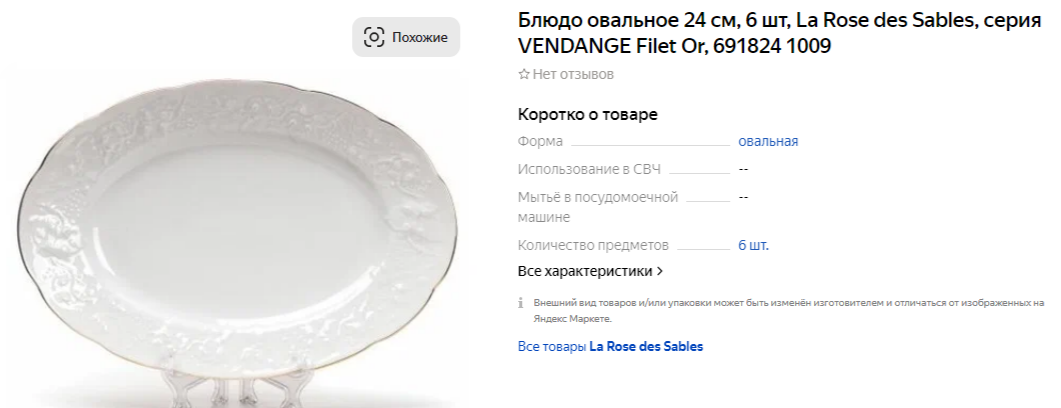 Похожие
Блюдо овальное 24 см, 6 шт, La Rose des Sables, серия
VENDANGE Filet Or, 691824 1009
Нет отзывов
Коротко о товаре
Форма овальная
Использование в СВЧ --
Мытьё в посудомоечной --
машине
Количество предметов 6 шт.
Все характеристики >
Внешний вид товаров и/или упаковки может быть изменён изготовителем и отличаться от изображенных на
Яндекс Маркете.
Все товары La Rose des Sables